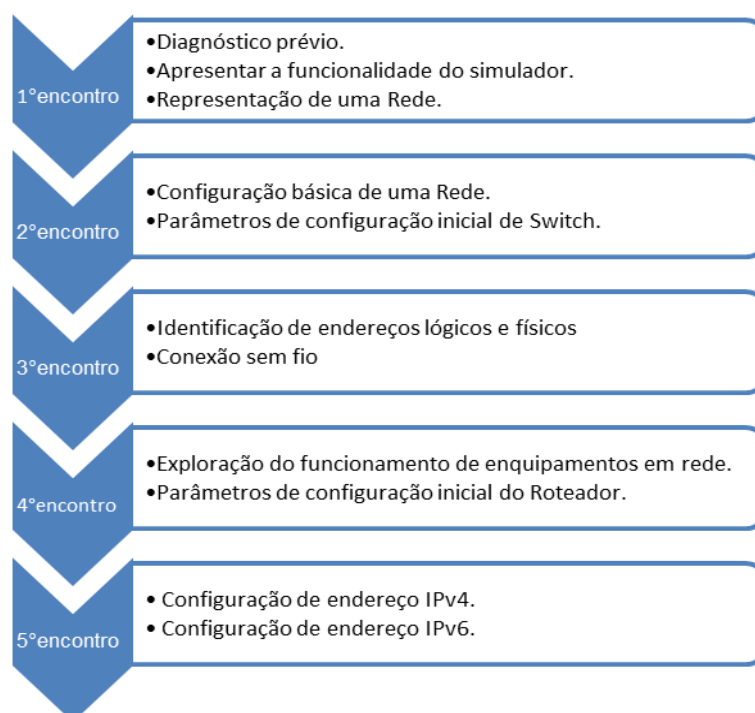 1°encontro
•Diagnóstico prévio.
•Apresentar a funcionalidade do simulador.
•Representação de uma Rede.
2°encontro
•Configuração básica de uma Rede.
•Parâmetros de configuração inicial de Switch.
3°encontro
•Identificação de endereços lógicos e físicos
•Conexão sem fio
4°encontro
•Exploração do funcionamento de enquipamentos em rede.
•Parâmetros de configuração inicial do Roteador.
5°encontro
• Configuração de endereço IPv4.
• Configuração de endereço IPv6.